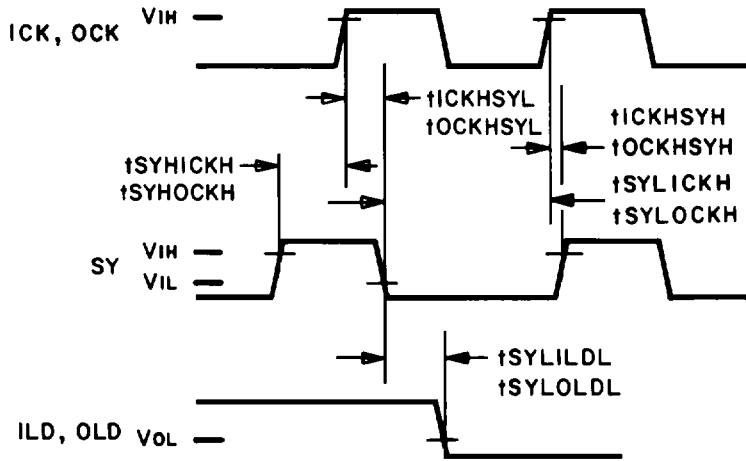 ICK, OCK
VIH
tICKHSYL
tOCKHSYL
tICKHSYH
tOCKHSYH
tSYHICKH
tSYHOCKH
tSYLICKH
tSYLOCKH
SY
VIH
VIL
tSYLILDL
tSYLOLDL
ILD, OLD
VOL